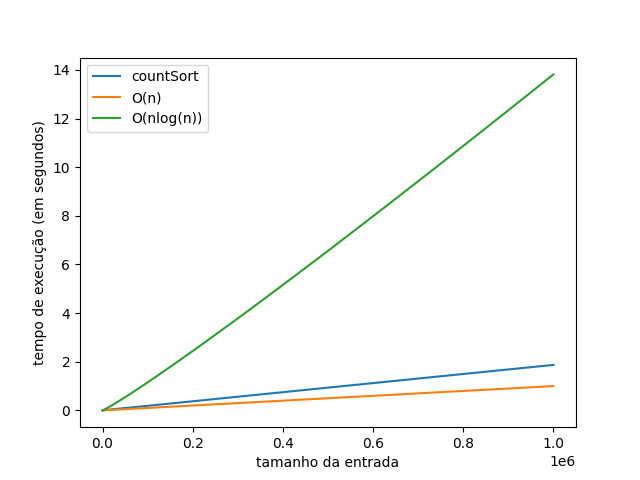 countSort
O(n)
O(nlog(n))
14
12
10
8
6
4
2
0
tempo de execução (em segundos)
0.0 0.2 0.4 0.6 0.8 1.0
1e6
tamanho da entrada